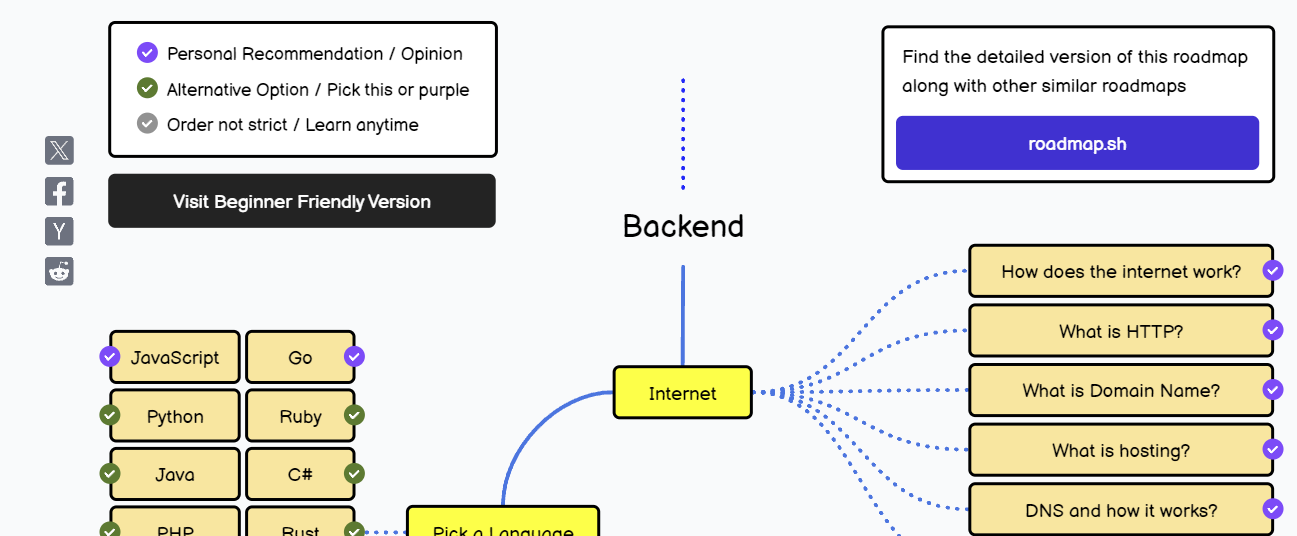 Personal Recommendation / Opinion
Alternative Option / Pick this or purple
Order not strict / Learn anytime
Visit Beginner Friendly Version
Find the detailed version of this roadmap
along with other similar roadmaps
roadmap.sh
Backend
How does the internet work?
What is HTTP?
What is Domain Name?
What is hosting?
DNS and how it works?
Internet
JavaScript
Go
Python
Ruby
Java
C#
PHP
Rust
Pick a Language